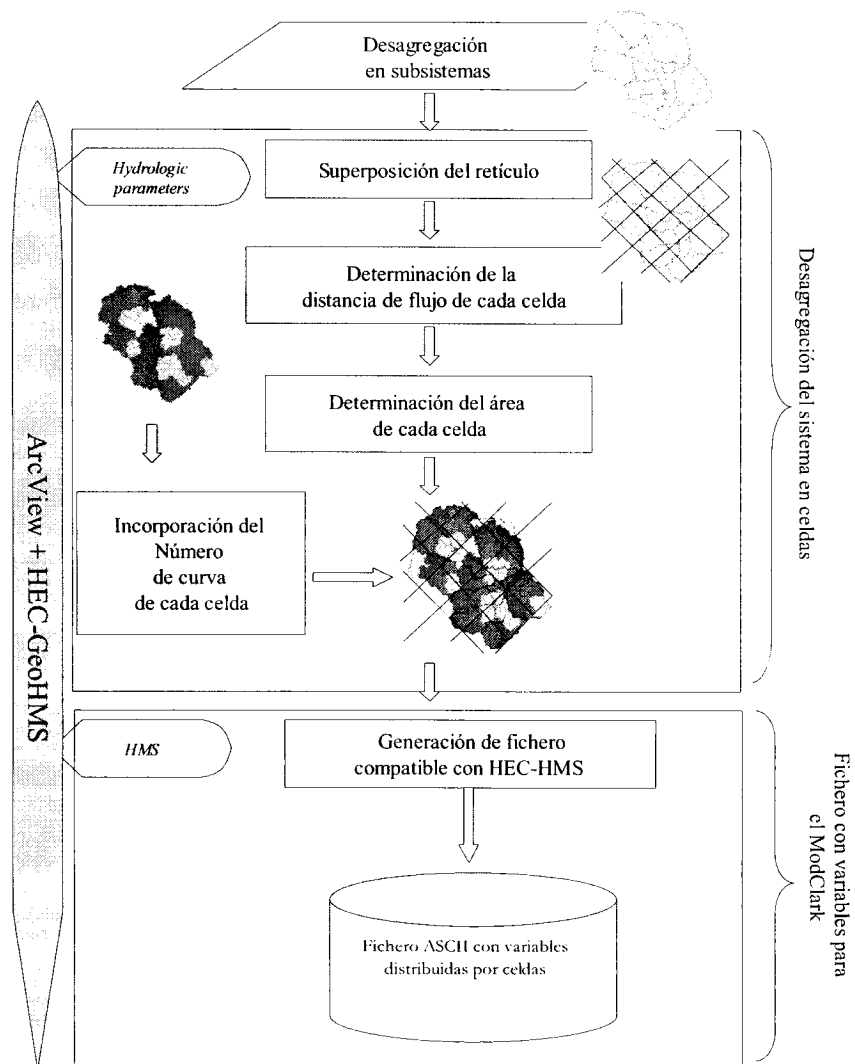 Desagregación
en subsistemas
Hydrologic
parameters
Superposición del retículo
Determinación de la
distancia de flujo de cada celda
Determinación del área
de cada celda
Incorporación del
Número
de curva
de cada celda
Desagregación del sistema en celdas
ArcView + HEC-GeoHMS
HMS
Generación de fichero
compatible con HEC-HMS
Fichero ASCII con variables
distribuidas por celdas
Fichero con variables para
el ModClark